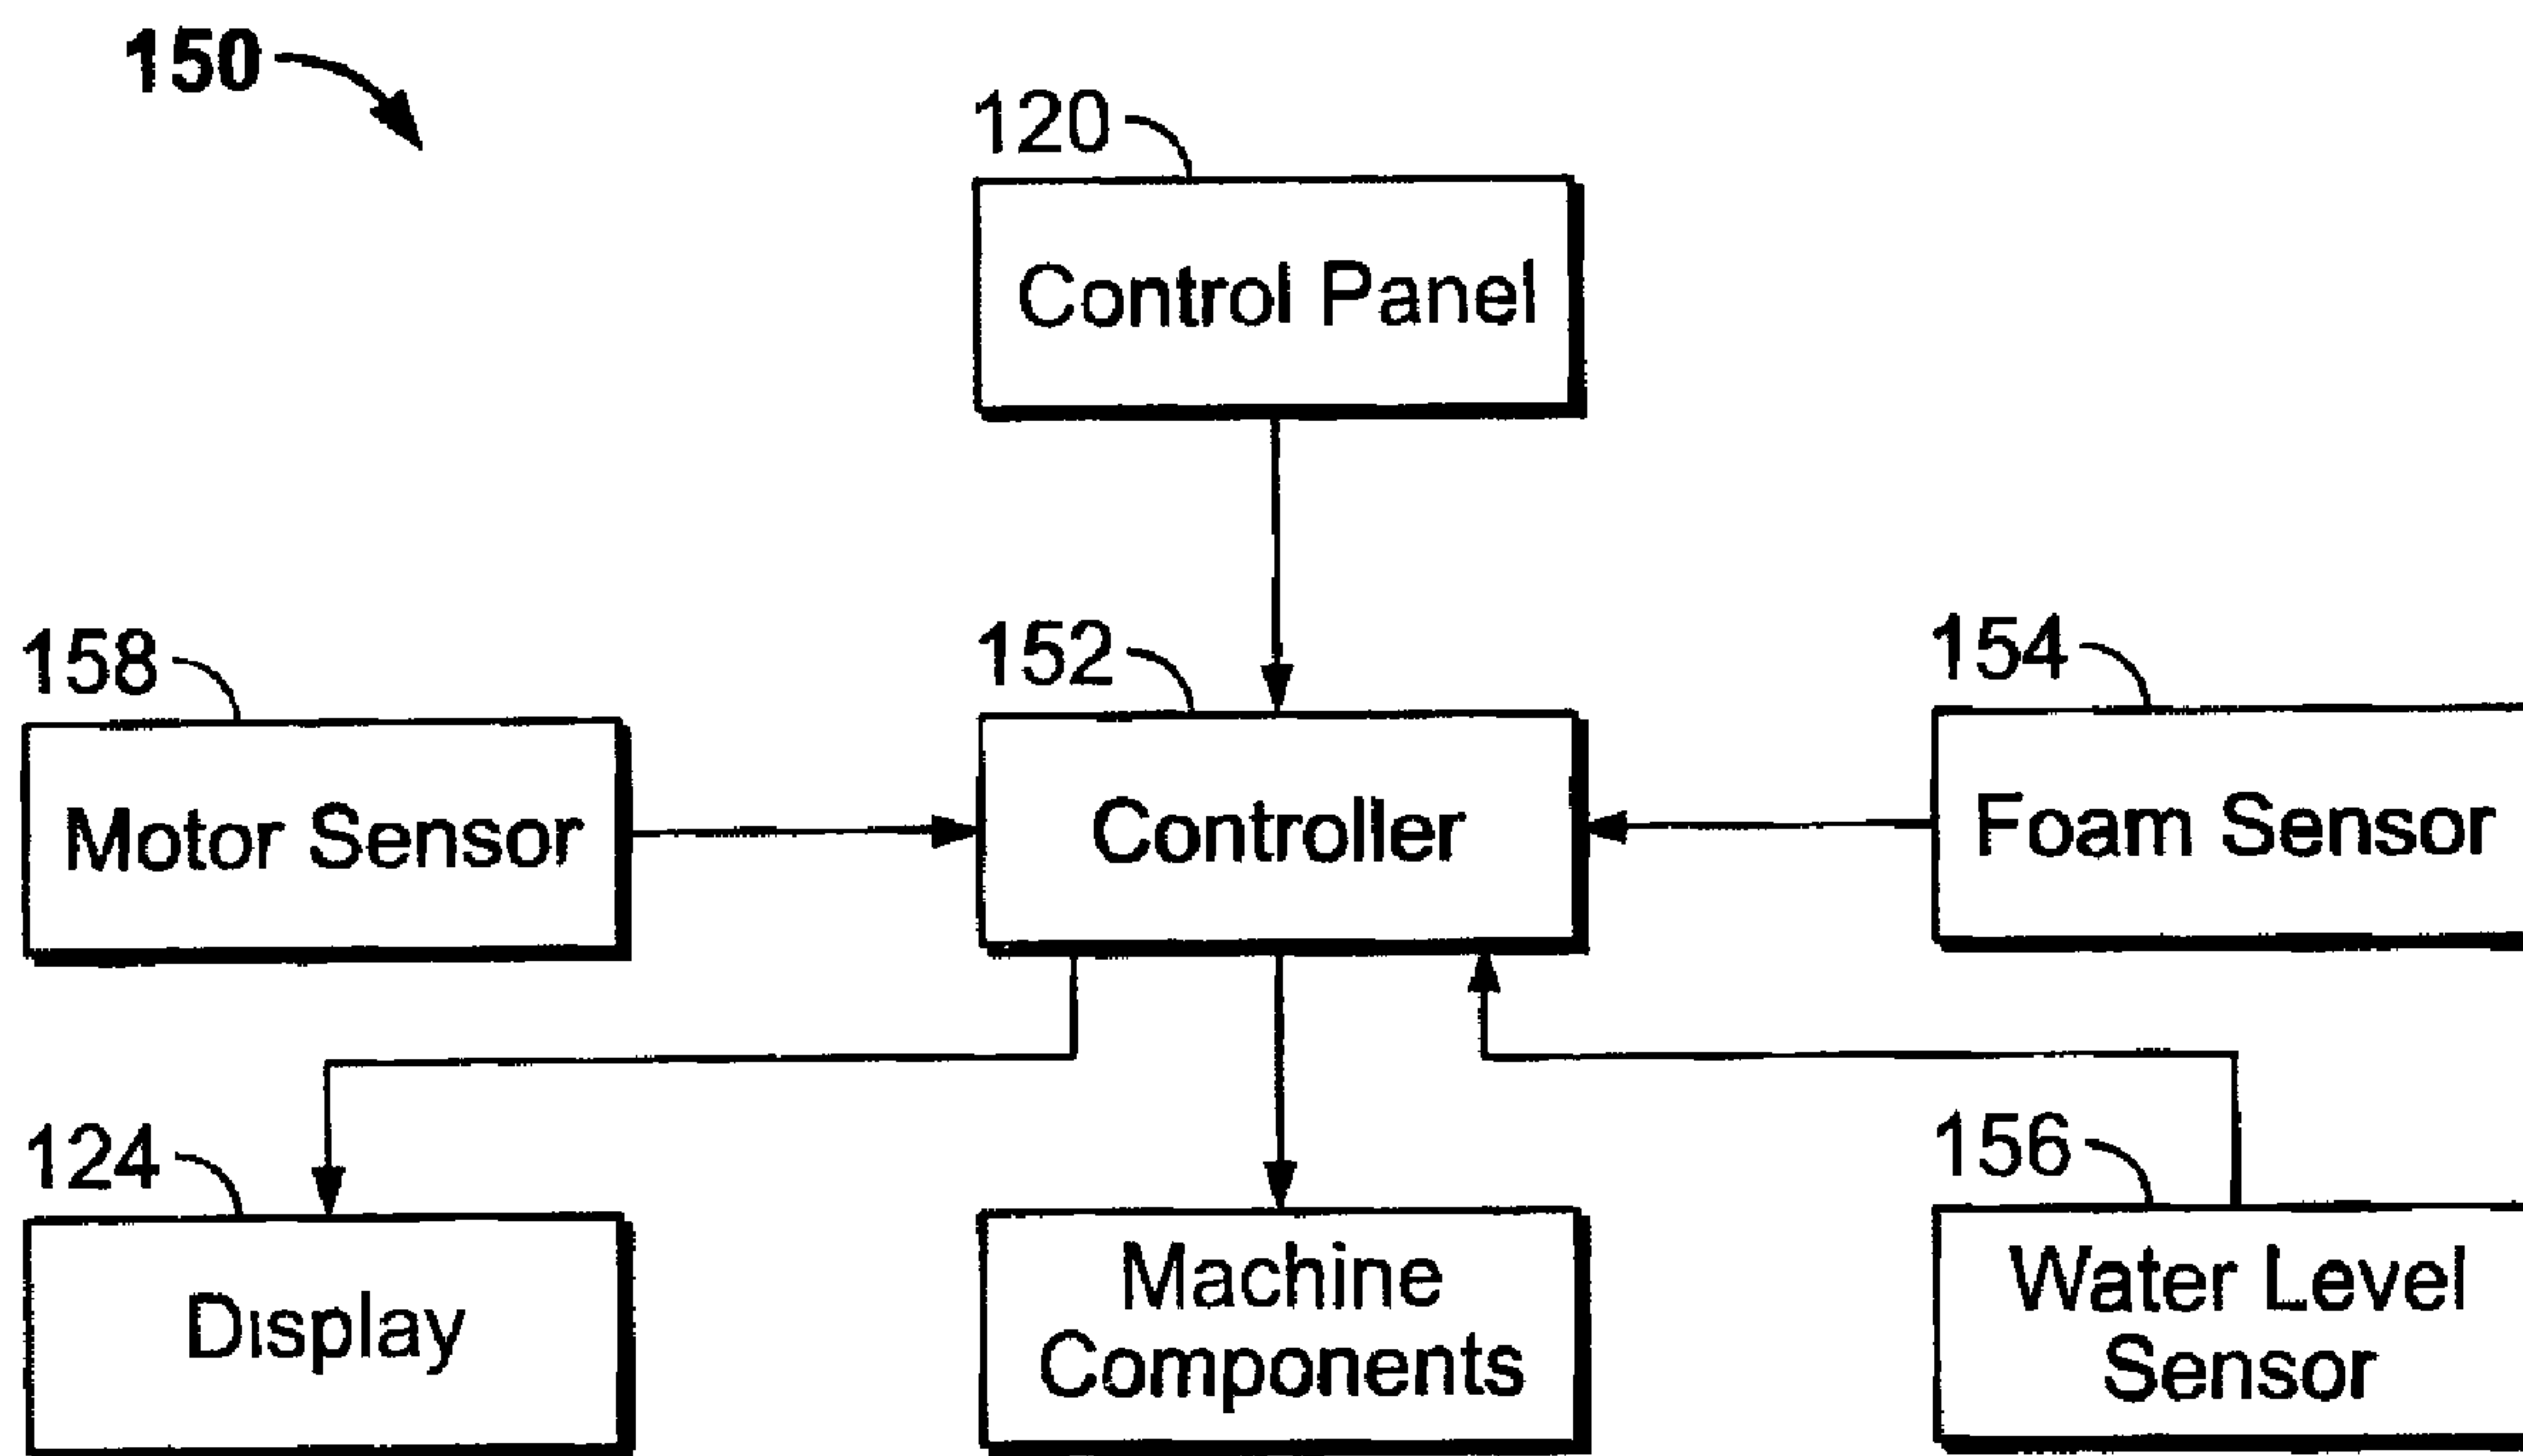 150
120
Control Panel
158
152
154
Motor Sensor
Controller
Foam Sensor
124
156
Display
Machine
Components
Water Level
Sensor